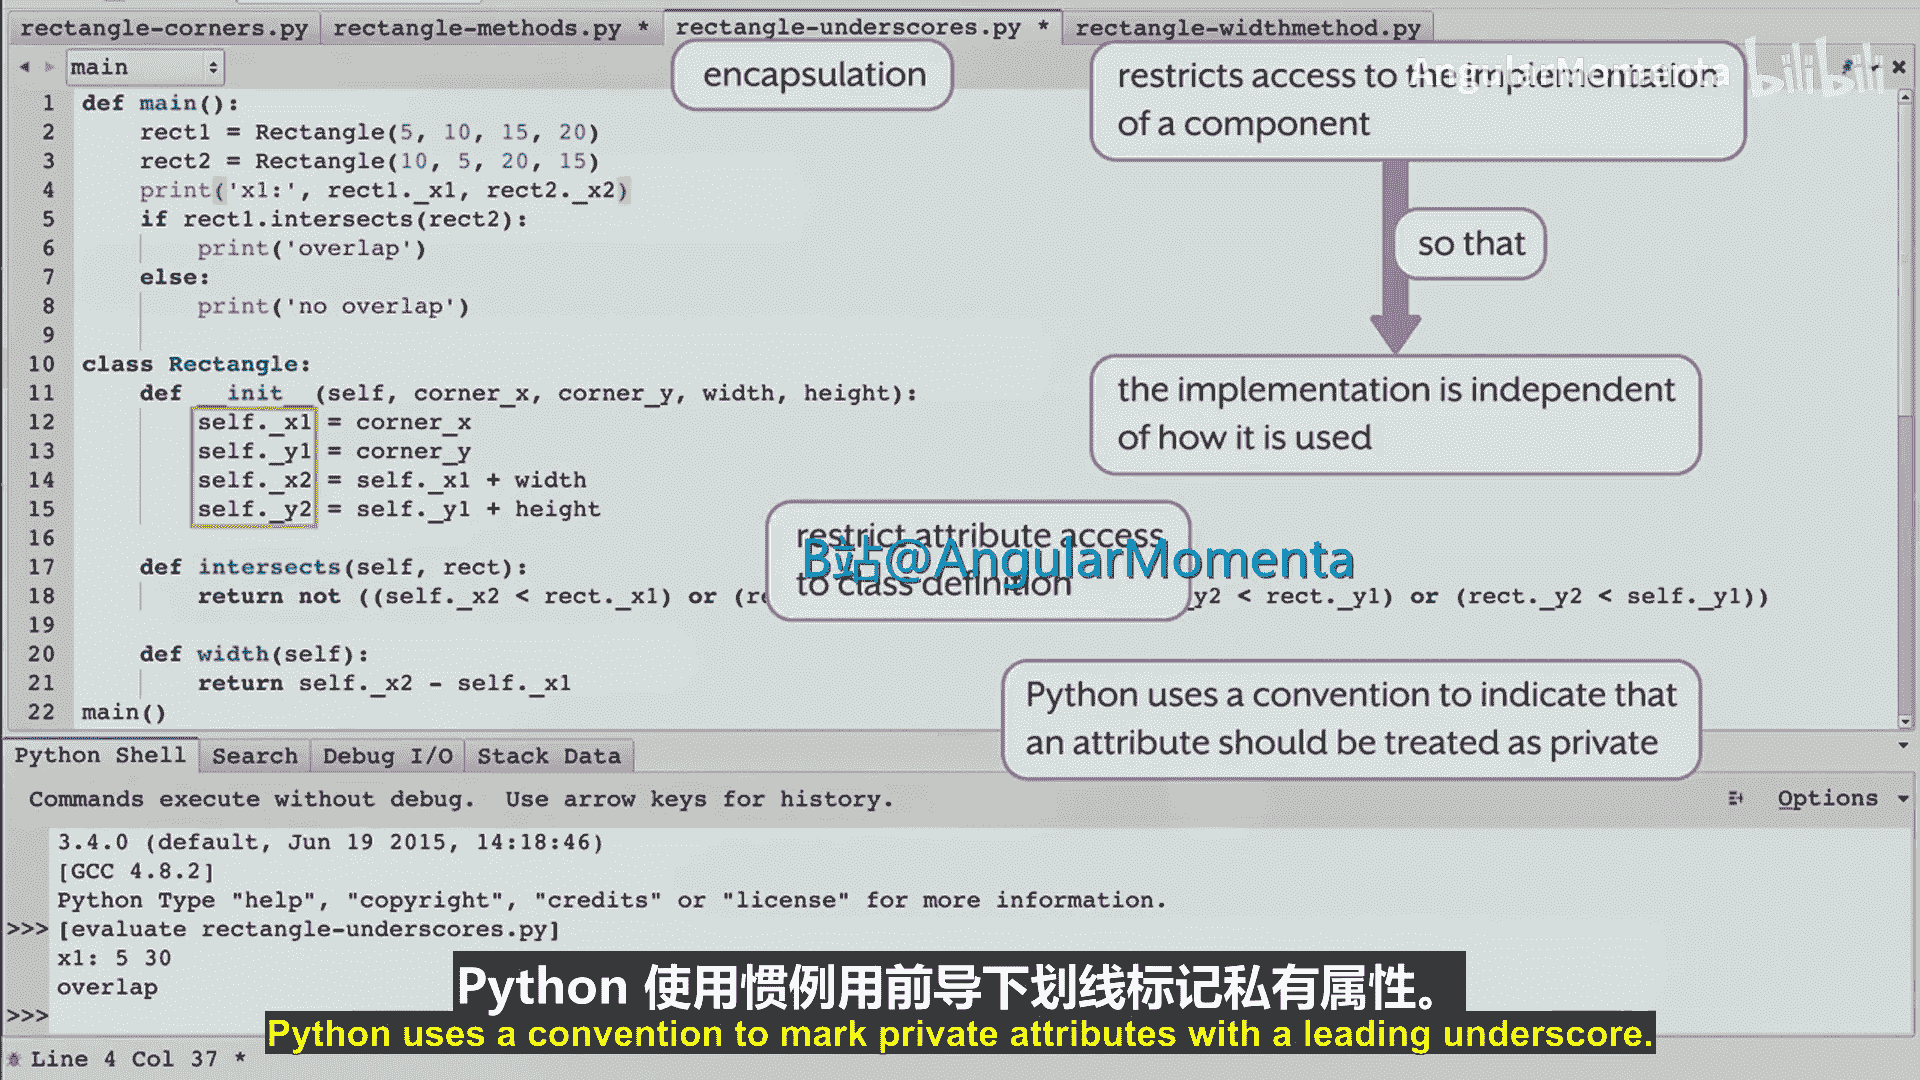 rectangle-corners.py
rectangle-methods.py *
rectangle-underscores.py *
rectangle-widthmethod.py
main
encapsulation
restricts access to the implementation
of a component
AngularMomenta
bilibili
so that
the implementation is independent
of how it is used
restrict attribute access
to class definition
B站@AngularMomenta
Python uses a convention to indicate that
an attribute should be treated as private
1 def main():
2 rect1 = Rectangle(5, 10, 15, 20)
3 rect2 = Rectangle(10, 5, 20, 15)
4 print('x1:', rect1._x1, rect2._x2)
5 if rect1.intersects(rect2):
6 print('overlap')
7 else:
8 print('no overlap')
9
10 class Rectangle:
11 def __init__(self, corner_x, corner_y, width, height):
12 self._x1 = corner_x
13 self._y1 = corner_y
14 self._x2 = self._x1 + width
15 self._y2 = self._y1 + height
16
17 def intersects(self, rect):
18 return not ((self._x2 < rect._x1) or (re _y2 < rect._y1) or (rect._y2 < self._y1))
19
20 def width(self):
21 return self._x2 - self._x1
22 main()
Python Shell
Search
Debug I/O
Stack Data
Commands execute without debug. Use arrow keys for history.
Options
3.4.0 (default, Jun 19 2015, 14:18:46)
[GCC 4.8.2]
Python Type "help", "copyright", "credits" or "license" for more information.
>>> [evaluate rectangle-underscores.py]
x1: 5 30
overlap
>>>
Python 使用惯例用前导下划线标记私有属性。
Python uses a convention to mark private attributes with a leading underscore.
Line 4 Col 37 *